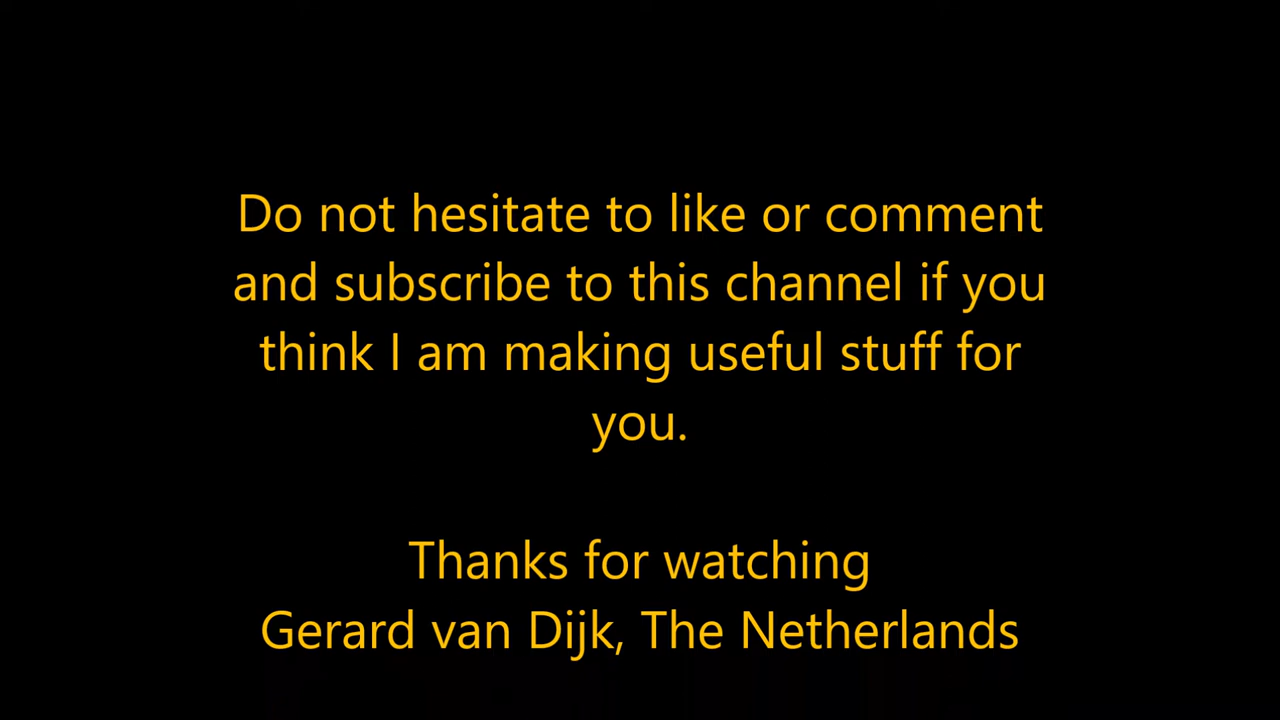 Do not hesitate to like or comment
and subscribe to this channel if you
think I am making useful stuff for
you.
Thanks for watching
Gerard van Dijk, The Netherlands